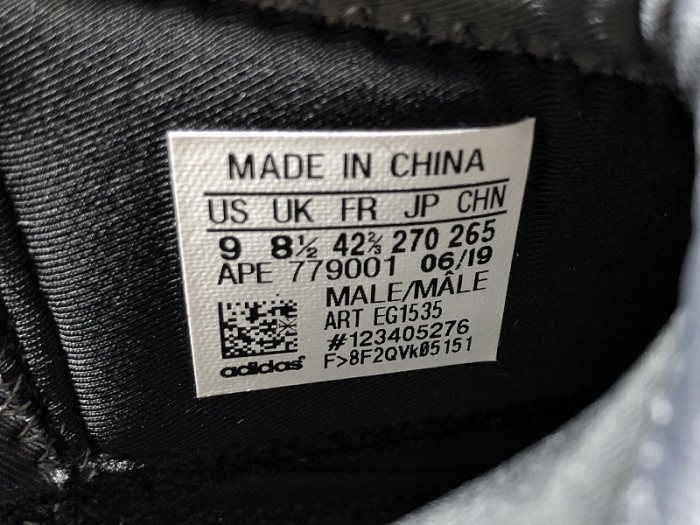 MADE IN CHINA
US UK FR JP CHN
9 8½ 42⅔ 270 265
APE 779001 06/19
MALE/MÂLE
ART EG1535
#123405276
F>8F2QVkØ5151
adidas